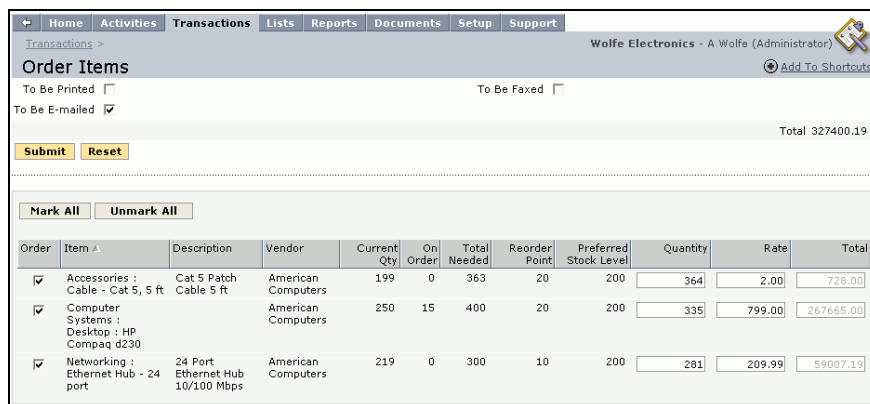 Home Activities Transactions Lists Reports Documents Setup Support
Transactions > Wolfe Electronics - A Wolfe (Administrator)
Order Items Add To Shortcuts
To Be Printed To Be Faxed
To Be E-mailed
Total 327400.19
Submit Reset
Mark All Unmark All
Order Item Description Vendor Current Qty On Order Total Needed Reorder Point Preferred Stock Level Quantity Rate Total
Accessories : Cat 5 Patch American 199 0 363 20 200 364 2.00 728.00
Cable - Cat 5, 5 ft Cable 5 ft Computers
Computer American 250 15 400 20 200 335 799.00 267665.00
Systems : Computers
Desktop : HP
Compaq d230
Networking : 24 Port American 219 0 300 10 200 281 209.99 59007.19
Ethernet Hub - 24 Ethernet Hub Computers
port 10/100 Mbps